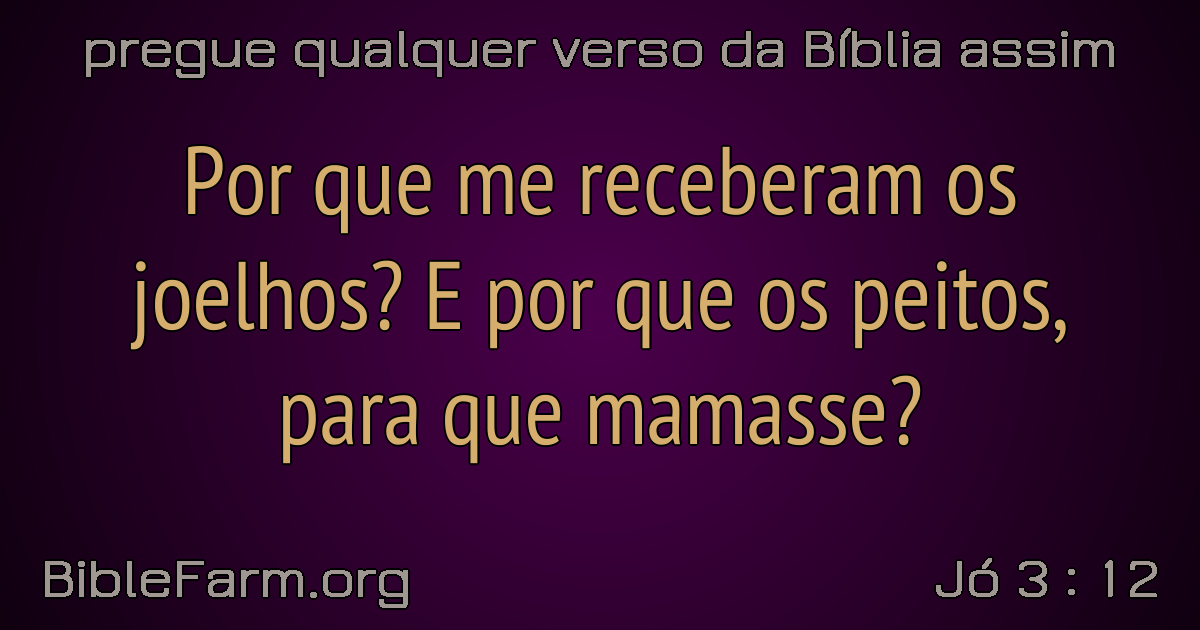 pregue qualquer verso da Bíblia assim
Por que me receberam os
joelhos? E por que os peitos,
para que mamasse?
BibleFarm.org
Jó 3 : 12